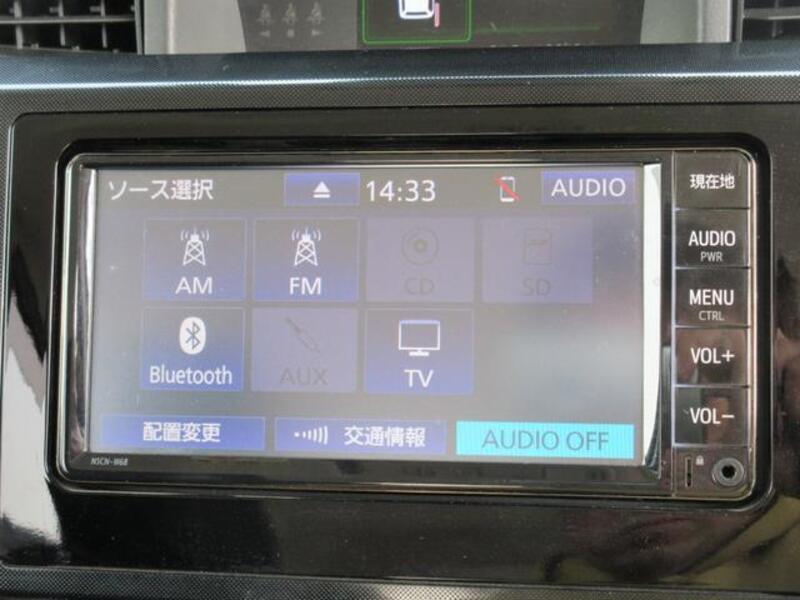 ソース選択
14:33
AUDIO
AM
FM
CD
SD
Bluetooth
AUX
TV
配置変更
交通情報
AUDIO OFF
NSCN-W68
現在地
AUDIO
PWR
MENU
CTRL
VOL+
VOL-